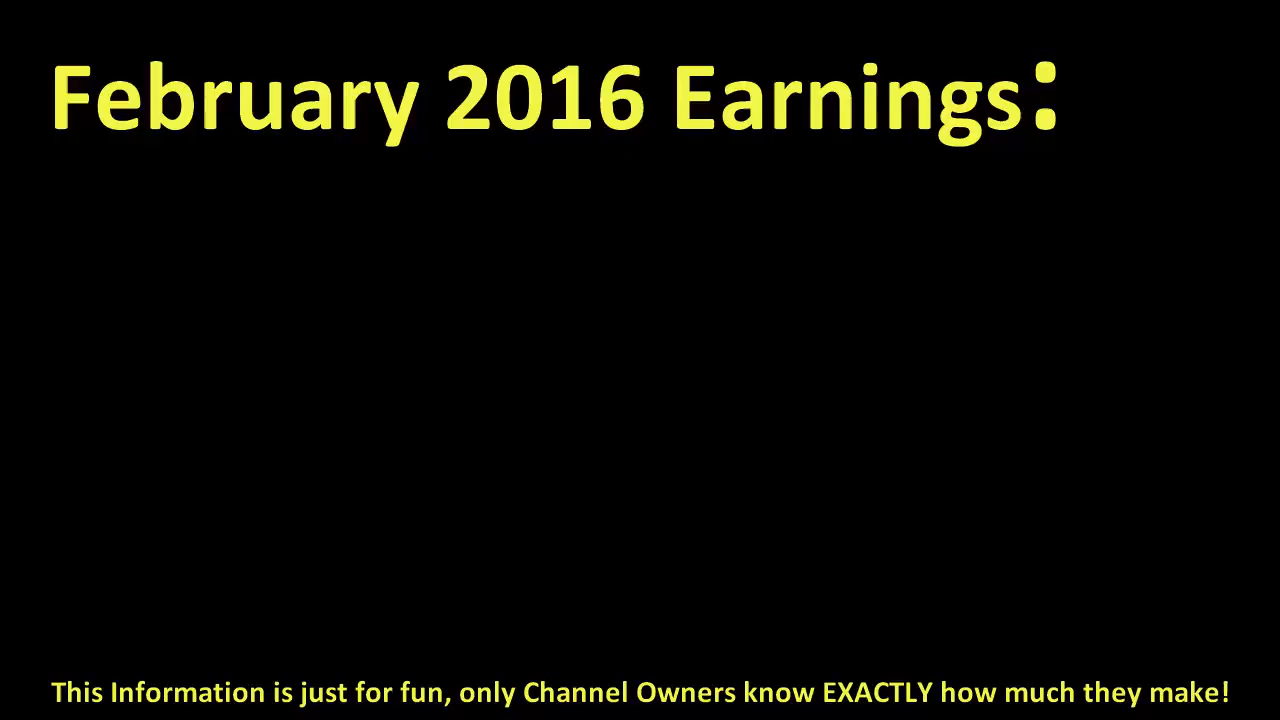 February 2016 Earnings:
This Information is just for fun, only Channel Owners know EXACTLY how much they make!